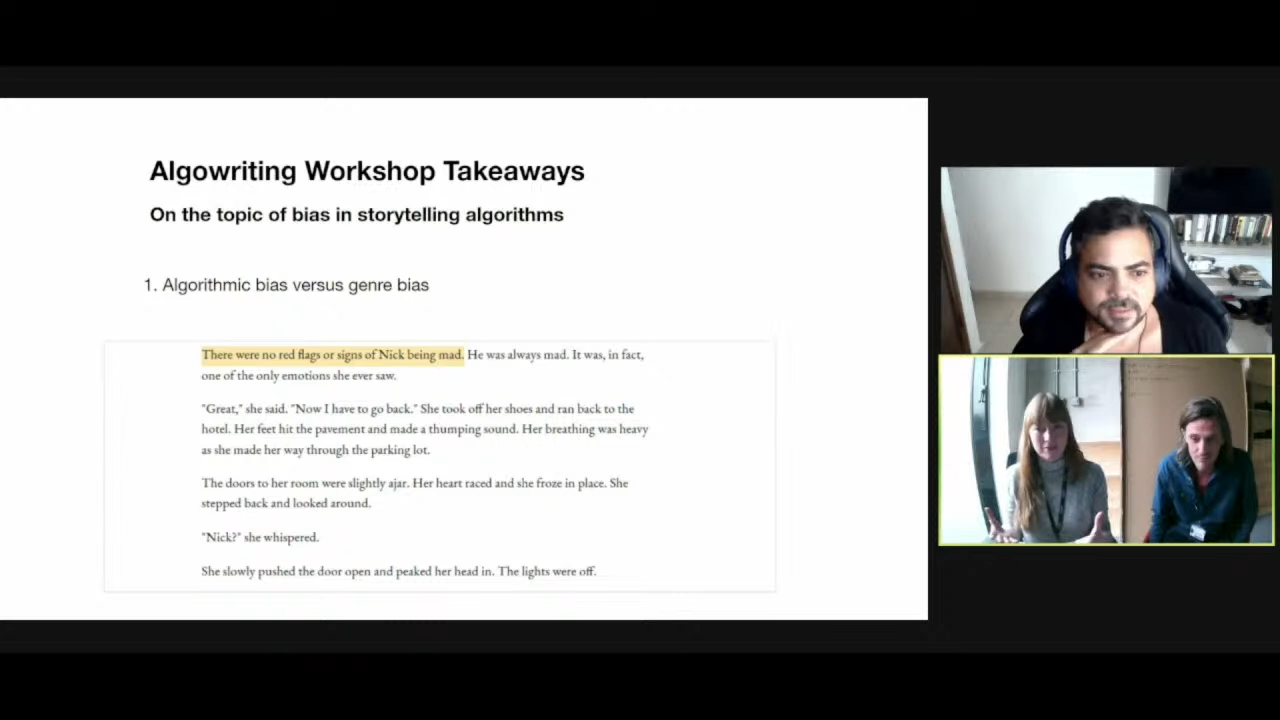 Algowriting Workshop Takeaways
On the topic of bias in storytelling algorithms
1. Algorithmic bias versus genre bias
There were no red flags or signs of Nick being mad. He was always mad. It was, in fact,
one of the only emotions she ever saw.
"Great," she said. "Now I have to go back." She took off her shoes and ran back to the
hotel. Her feet hit the pavement and made a thumping sound. Her breathing was heavy
as she made her way through the parking lot.
The doors to her room were slightly ajar. Her heart raced and she froze in place. She
stepped back and looked around.
"Nick?" she whispered.
She slowly pushed the door open and peaked her head in. The lights were off.